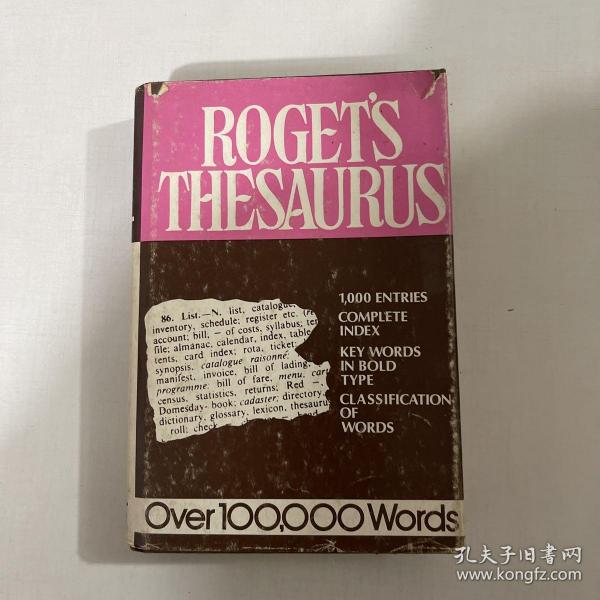 ROGET'S
THESAURUS
1,000 ENTRIES
COMPLETE
INDEX
KEY WORDS
IN BOLD
TYPE
CLASSIFICATION
OF
WORDS
86. List.—N. list, catalogue,
inventory, schedule; register etc. (re
account; bill, – of costs, syllabus; ter
file; almanac, calendar, index, table
tents, card index; rota, ticket;
synopsis, catalogue raisonné;
manifest, invoice, bill of lading,
programme; bill of fare, menu, cart
census, statistics, returns; Red –,
Domesday- book; cadaster; directory,
dictionary, glossary, lexicon, thesauru
roll; check
Over 100,000 Words
孔夫子旧书网
www.kongfz.com